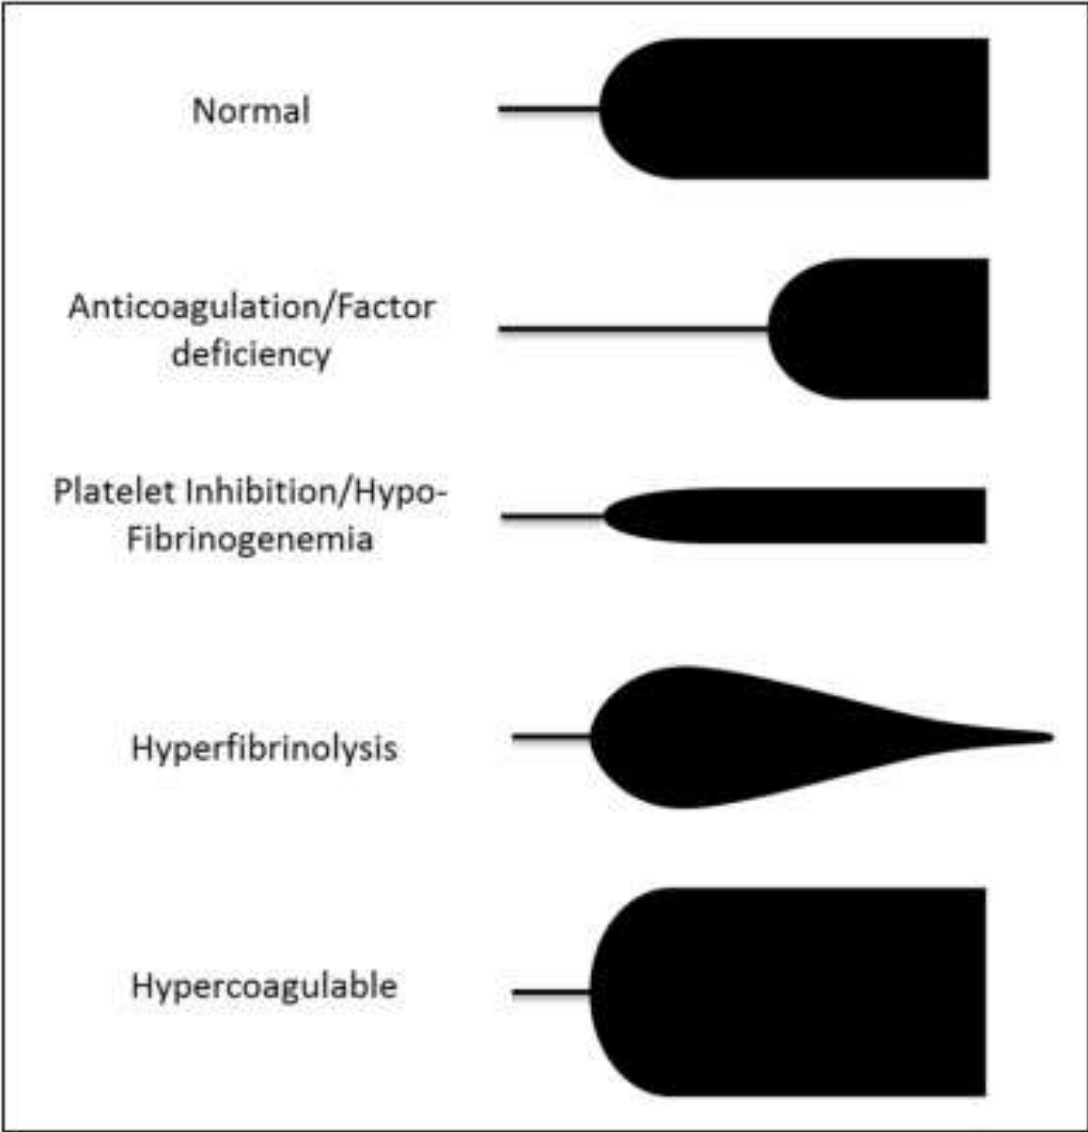 Normal
Anticoagulation/Factor
deficiency
Platelet Inhibition/Hypo-
Fibrinogenemia
Hyperfibrinolysis
Hypercoagulable